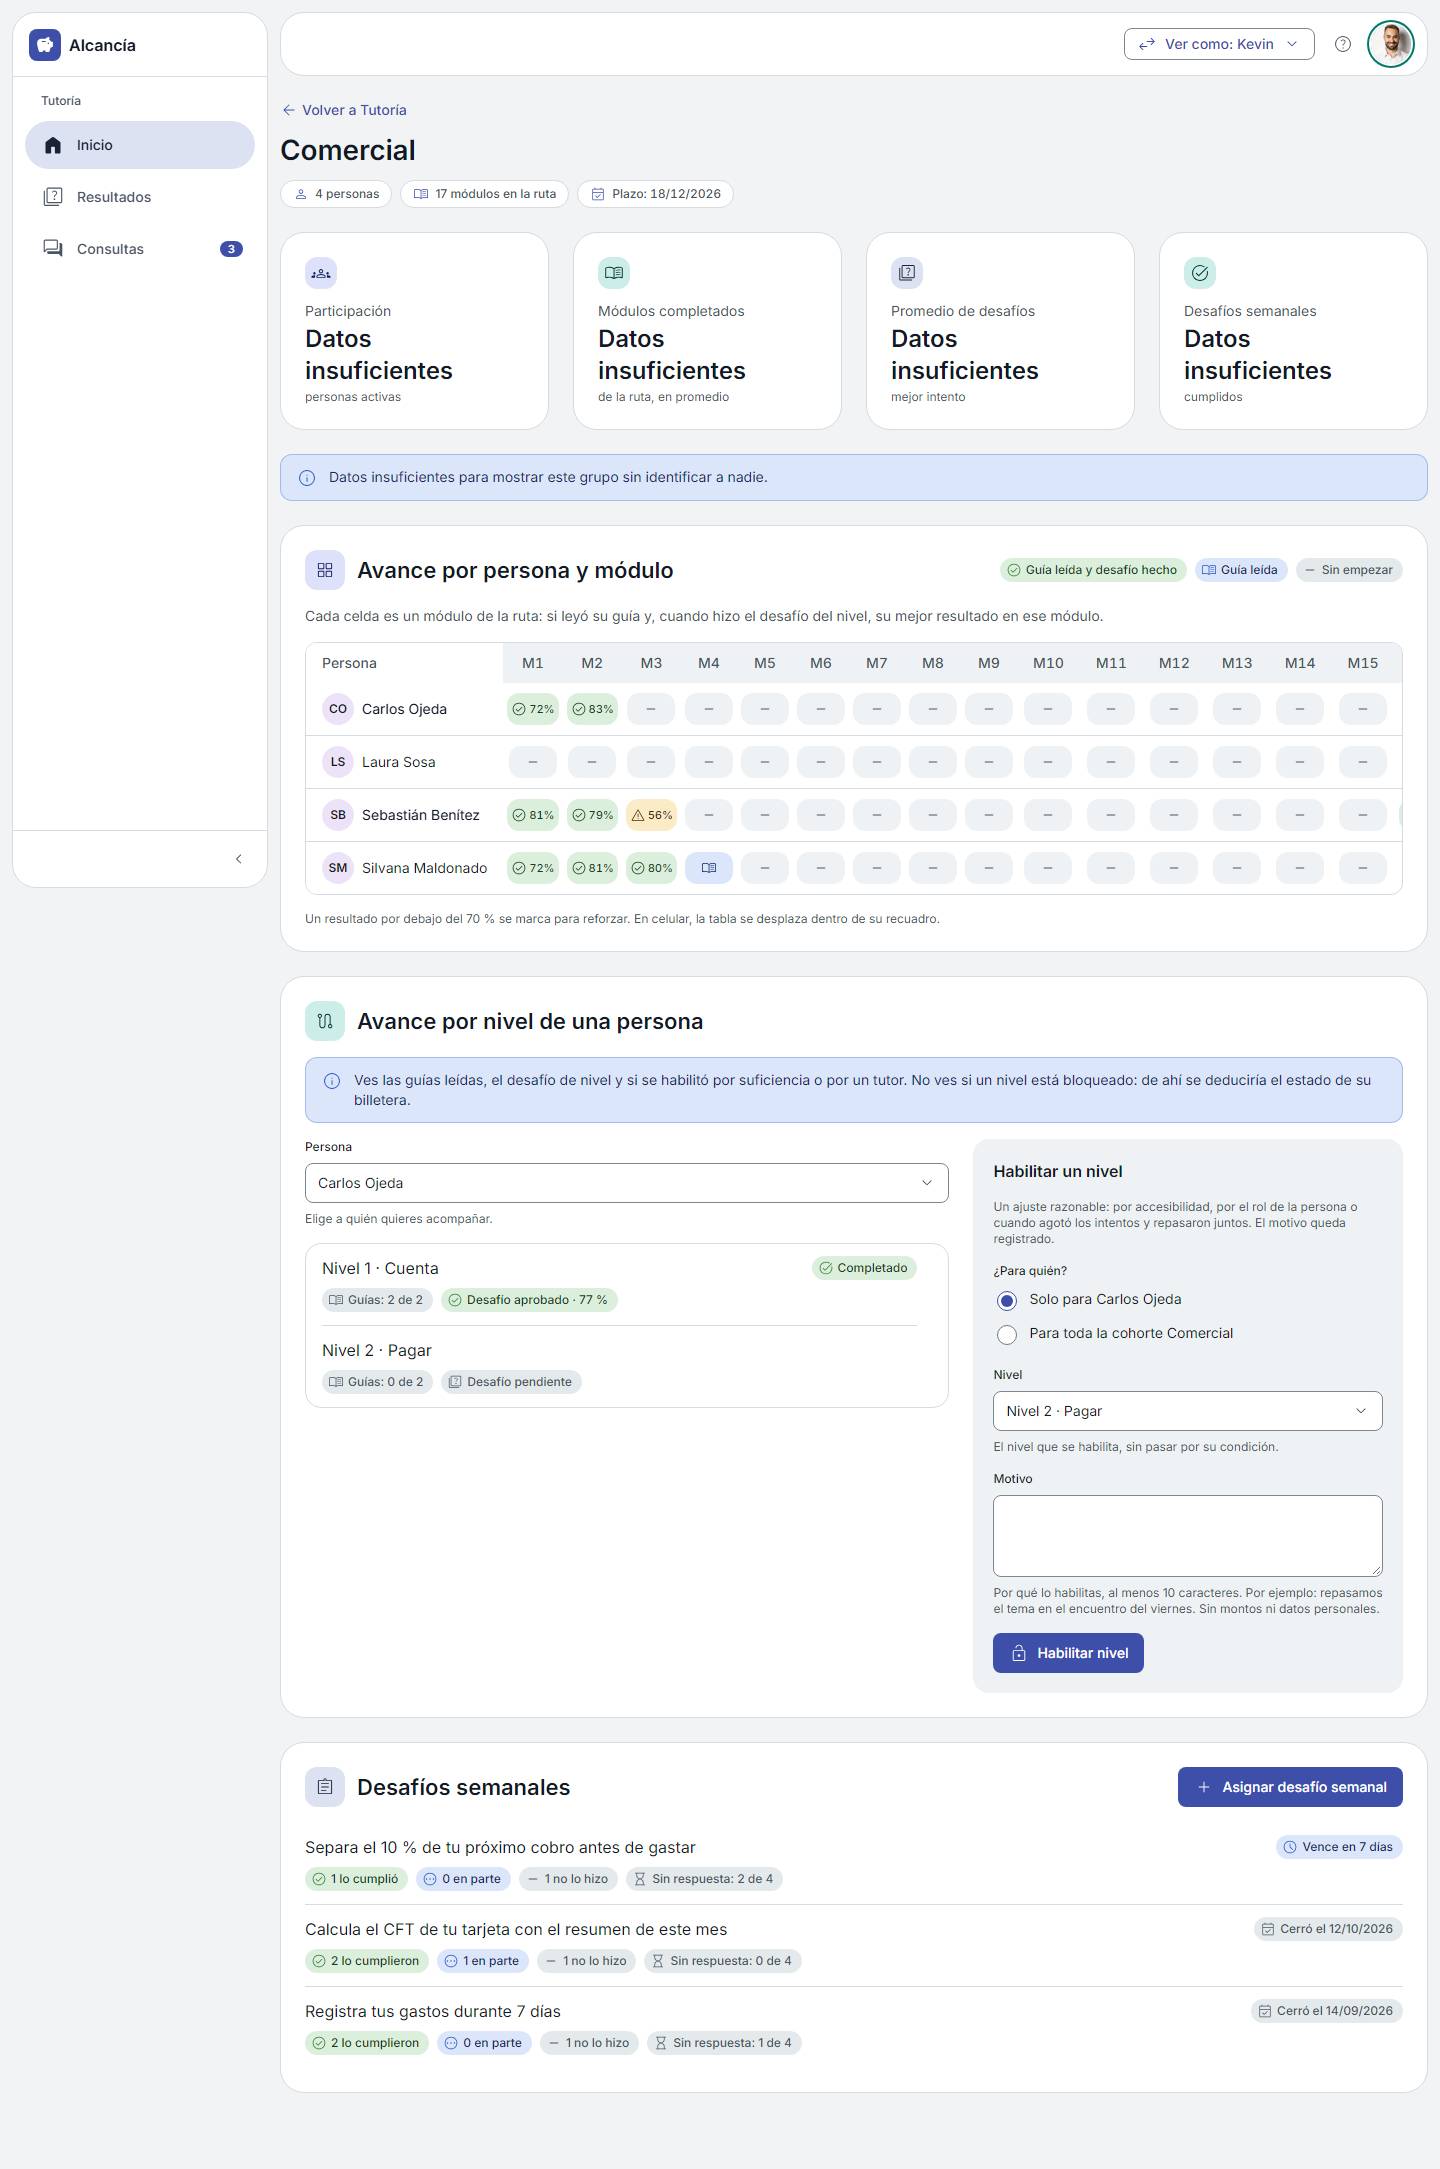 Alcancía
Ver como: Kevin
Tutoría
Inicio
Resultados
Consultas
3
Volver a Tutoría
Comercial
4 personas
17 módulos en la ruta
Plazo: 18/12/2026
Participación
Datos
insuficientes
personas activas
Módulos completados
Datos
insuficientes
de la ruta, en promedio
Promedio de desafíos
Datos
insuficientes
mejor intento
Desafíos semanales
Datos
insuficientes
cumplidos
Datos insuficientes para mostrar este grupo sin identificar a nadie.
Avance por persona y módulo
Guía leída y desafío hecho
Guía leída
– Sin empezar
Cada celda es un módulo de la ruta: si leyó su guía y, cuando hizo el desafío del nivel, su mejor resultado en ese módulo.
Persona M1 M2 M3 M4 M5 M6 M7 M8 M9 M10 M11 M12 M13 M14 M15
CO Carlos Ojeda 72% 83% – – – – – – – – – – – – –
LS Laura Sosa – – – – – – – – – – – – – – –
SB Sebastián Benítez 81% 79% 56% – – – – – – – – – – – –
SM Silvana Maldonado 72% 81% 80% – – – – – – – – – – –
Un resultado por debajo del 70 % se marca para reforzar. En celular, la tabla se desplaza dentro de su recuadro.
Avance por nivel de una persona
Ves las guías leídas, el desafío de nivel y si se habilitó por suficiencia o por un tutor. No ves si un nivel está bloqueado: de ahí se deduciría el estado de su
billetera.
Persona
Carlos Ojeda
Elige a quién quieres acompañar.
Nivel 1 · Cuenta
Completado
Guías: 2 de 2
Desafío aprobado · 77 %
Nivel 2 · Pagar
Guías: 0 de 2
Desafío pendiente
Habilitar un nivel
Un ajuste razonable: por accesibilidad, por el rol de la persona o
cuando agotó los intentos y repasaron juntos. El motivo queda
registrado.
¿Para quién?
Solo para Carlos Ojeda
Para toda la cohorte Comercial
Nivel
Nivel 2 · Pagar
El nivel que se habilita, sin pasar por su condición.
Motivo
Por qué lo habilitas, al menos 10 caracteres. Por ejemplo: repasamos
el tema en el encuentro del viernes. Sin montos ni datos personales.
Habilitar nivel
Desafíos semanales
Asignar desafío semanal
Separa el 10 % de tu próximo cobro antes de gastar
Vence en 7 días
1 lo cumplió
0 en parte
– 1 no lo hizo
Sin respuesta: 2 de 4
Calcula el CFT de tu tarjeta con el resumen de este mes
Cerró el 12/10/2026
2 lo cumplieron
1 en parte
– 1 no lo hizo
Sin respuesta: 0 de 4
Registra tus gastos durante 7 días
Cerró el 14/09/2026
2 lo cumplieron
0 en parte
– 1 no lo hizo
Sin respuesta: 1 de 4